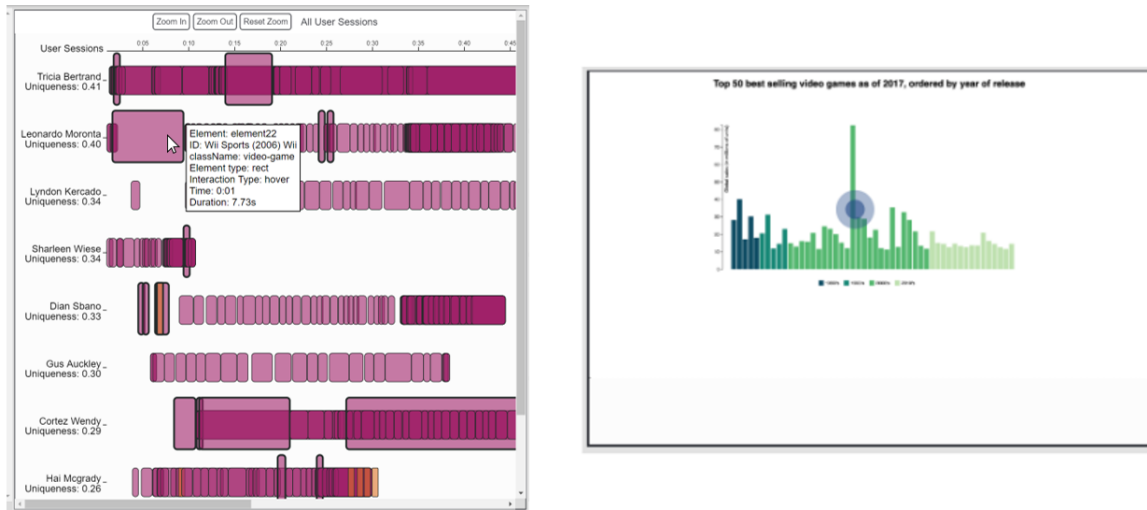 Zoom In Zoom Out Reset Zoom All User Sessions
User Sessions
0:05 0:10 0:15 0:20 0:25 0:30 0:35 0:40 0:45
Tricia Bertrand
Uniqueness: 0.41
Leonardo Moronta
Uniqueness: 0.40
Element: element22
ID: Wii Sports (2006) Wii
className: video-game
Element type: rect
Interaction Type: hover
Time: 0:01
Duration: 7.73s
Lyndon Kercado
Uniqueness: 0.34
Sharleen Wiese
Uniqueness: 0.34
Dian Sbano
Uniqueness: 0.33
Gus Auckley
Uniqueness: 0.30
Cortez Wendy
Uniqueness: 0.29
Hai Mcgrady
Uniqueness: 0.26
Top 50 best selling video games as of 2017, ordered by year of release